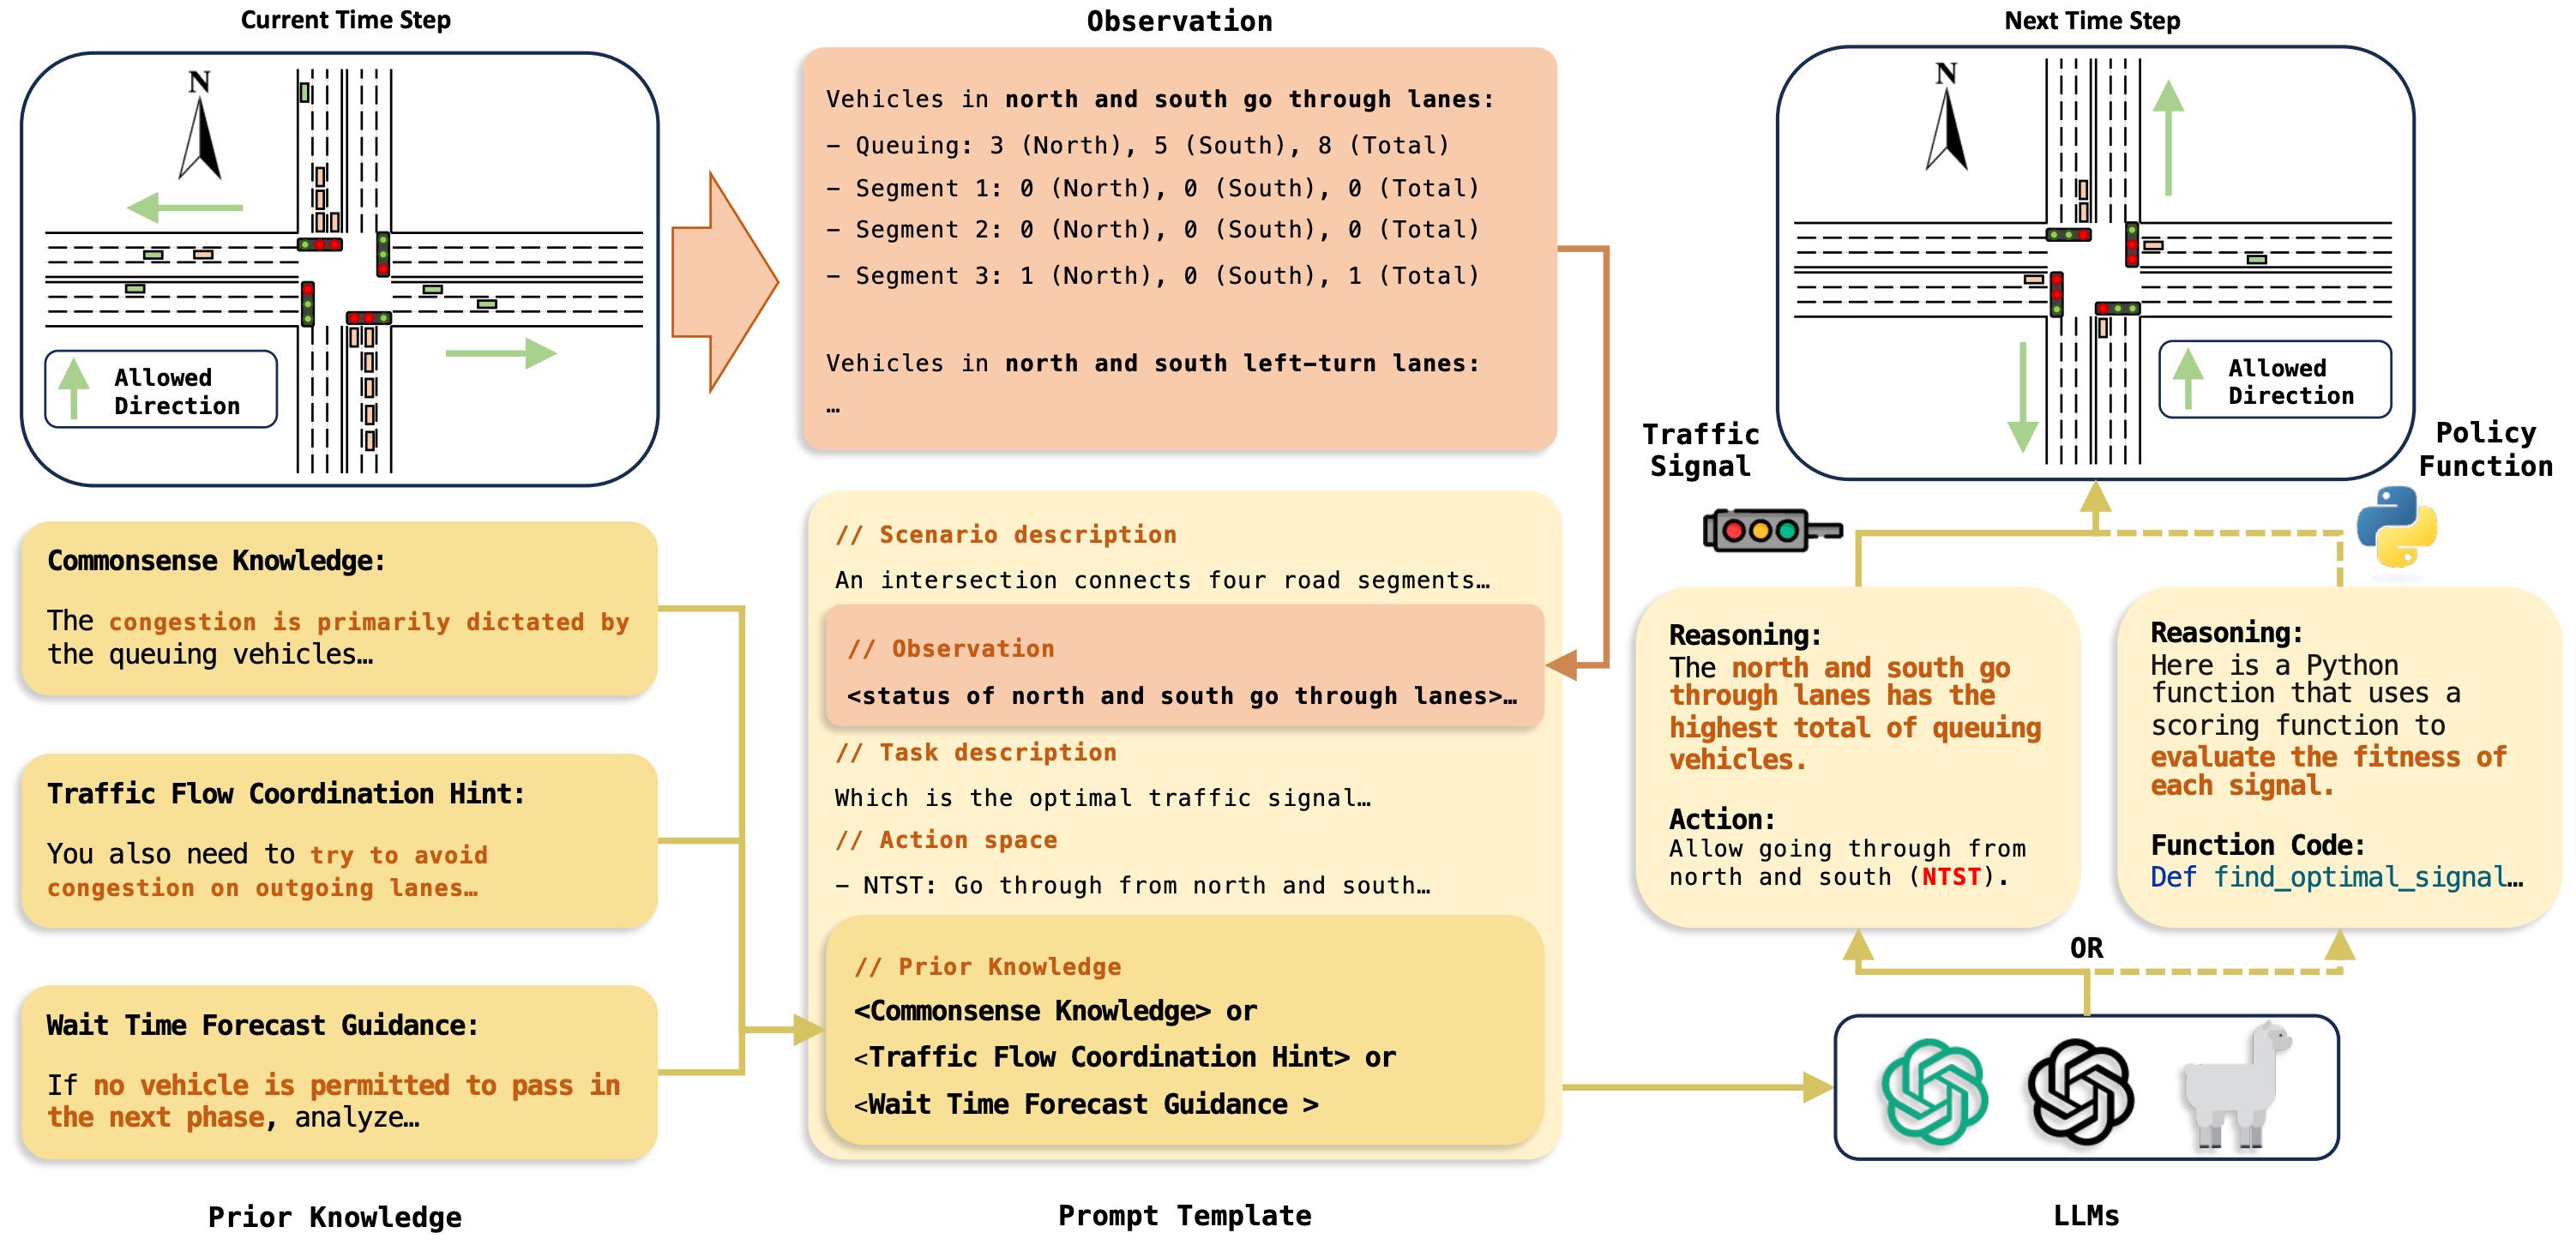 Current Time Step
N
Allowed
Direction
Observation
Vehicles in north and south go through lanes:
– Queuing: 3 (North), 5 (South), 8 (Total)
– Segment 1: 0 (North), 0 (South), 0 (Total)
– Segment 2: 0 (North), 0 (South), 0 (Total)
– Segment 3: 1 (North), 0 (South), 1 (Total)
Vehicles in north and south left–turn lanes:
…
Next Time Step
N
Allowed
Direction
Traffic
Signal
Policy
Function
Commonsense Knowledge:
The congestion is primarily dictated by
the queuing vehicles…
Traffic Flow Coordination Hint:
You also need to try to avoid
congestion on outgoing lanes…
Wait Time Forecast Guidance:
If no vehicle is permitted to pass in
the next phase, analyze…
Prior Knowledge
// Scenario description
An intersection connects four road segments…
// Observation
<status of north and south go through lanes>…
// Task description
Which is the optimal traffic signal…
// Action space
– NTST: Go through from north and south…
// Prior Knowledge
<Commonsense Knowledge> or
<Traffic Flow Coordination Hint> or
<Wait Time Forecast Guidance >
Prompt Template
Reasoning:
The north and south go
through lanes has the
highest total of queuing
vehicles.
Action:
Allow going through from
north and south (NTST).
Reasoning:
Here is a Python
function that uses a
scoring function to
evaluate the fitness of
each signal.
Function Code:
Def find_optimal_signal…
OR
LLMs